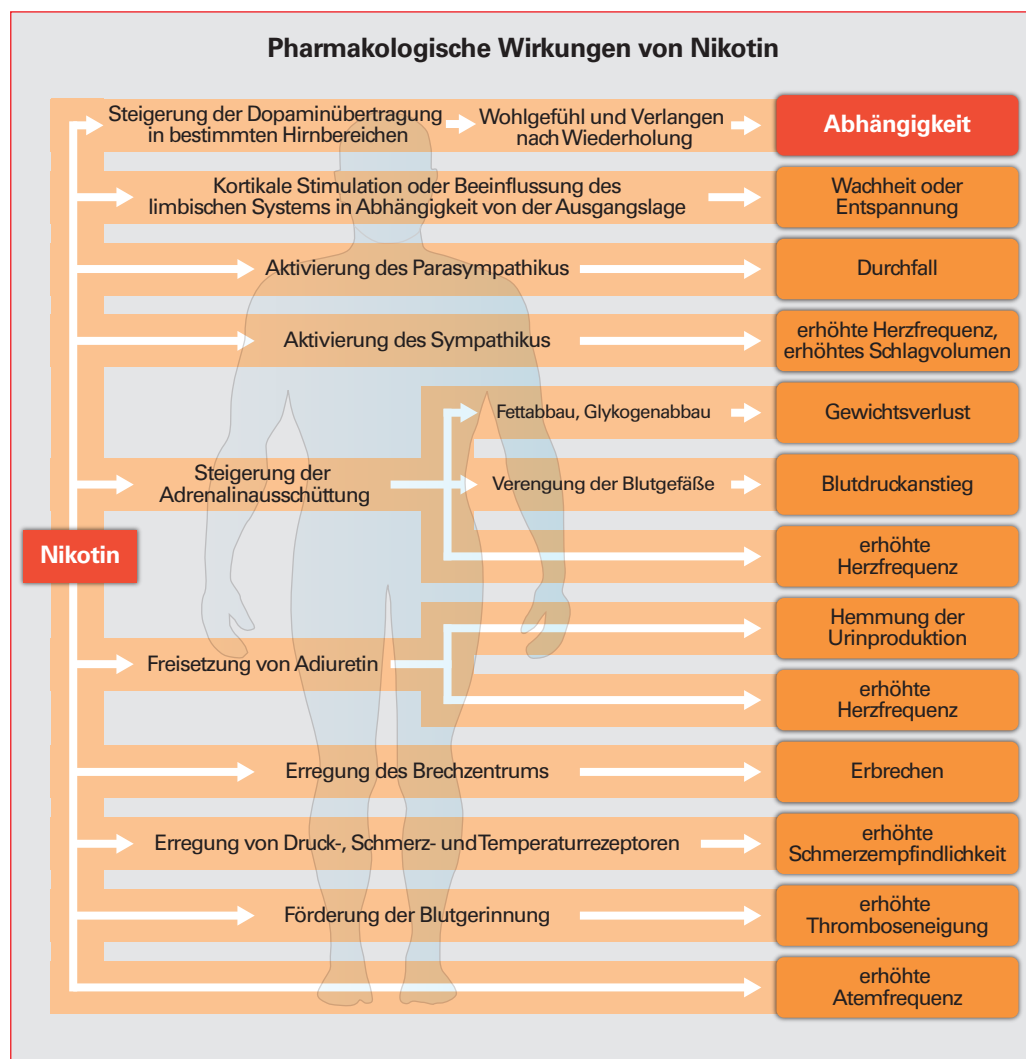 Pharmakologische Wirkungen von Nikotin
Steigerung der Dopaminübertragung
in bestimmten Hirnbereichen
Wohlgefühl und Verlangen
nach Wiederholung
Abhängigkeit
Kortikale Stimulation oder Beeinflussung des
limbischen Systems in Abhängigkeit von der Ausgangslage
Wachheit oder
Entspannung
Aktivierung des Parasympathikus
Durchfall
Aktivierung des Sympathikus
erhöhte Herzfrequenz,
erhöhtes Schlagvolumen
Steigerung der
Adrenalinausschüttung
Fettabbau, Glykogenabbau
Gewichtsverlust
Verengung der Blutgefäße
Blutdruckanstieg
erhöhte
Herzfrequenz
Nikotin
Freisetzung von Adiuretin
Hemmung der
Urinproduktion
erhöhte
Herzfrequenz
Erregung des Brechzentrums
Erbrechen
Erregung von Druck-, Schmerz- und Temperaturrezeptoren
erhöhte
Schmerzempfindlichkeit
Förderung der Blutgerinnung
erhöhte
Thromboseneigung
erhöhte
Atemfrequenz